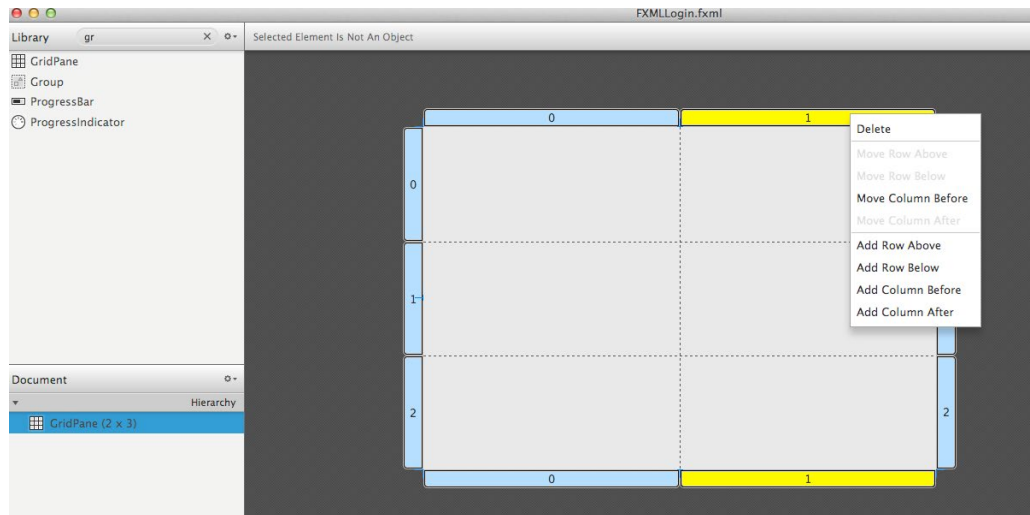 FXMLLogin.fxml
Library gr
Selected Element Is Not An Object
GridPane
Group
ProgressBar
ProgressIndicator
0 1
0
1
2
Delete
Move Row Above
Move Row Below
Move Column Before
Move Column After
Add Row Above
Add Row Below
Add Column Before
Add Column After
2
0 1
Document
Hierarchy
GridPane (2 x 3)